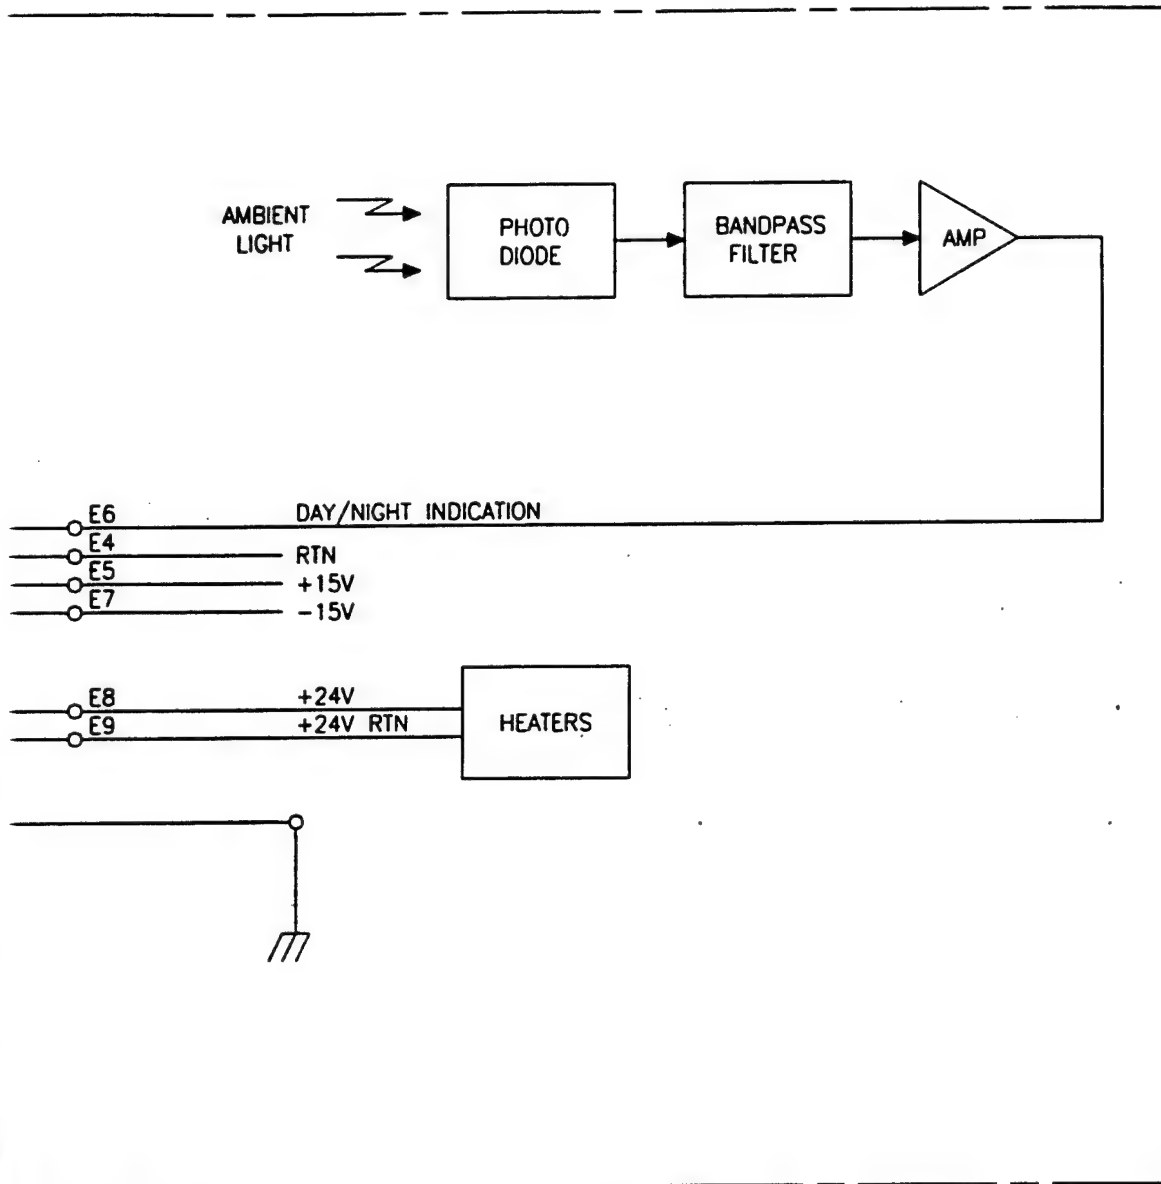 AMBIENT
LIGHT
PHOTO
DIODE
BANDPASS
FILTER
AMP
E6 DAY/NIGHT INDICATION
E4 RTN
E5 +15V
E7 -15V
E8 +24V
E9 +24V RTN
HEATERS